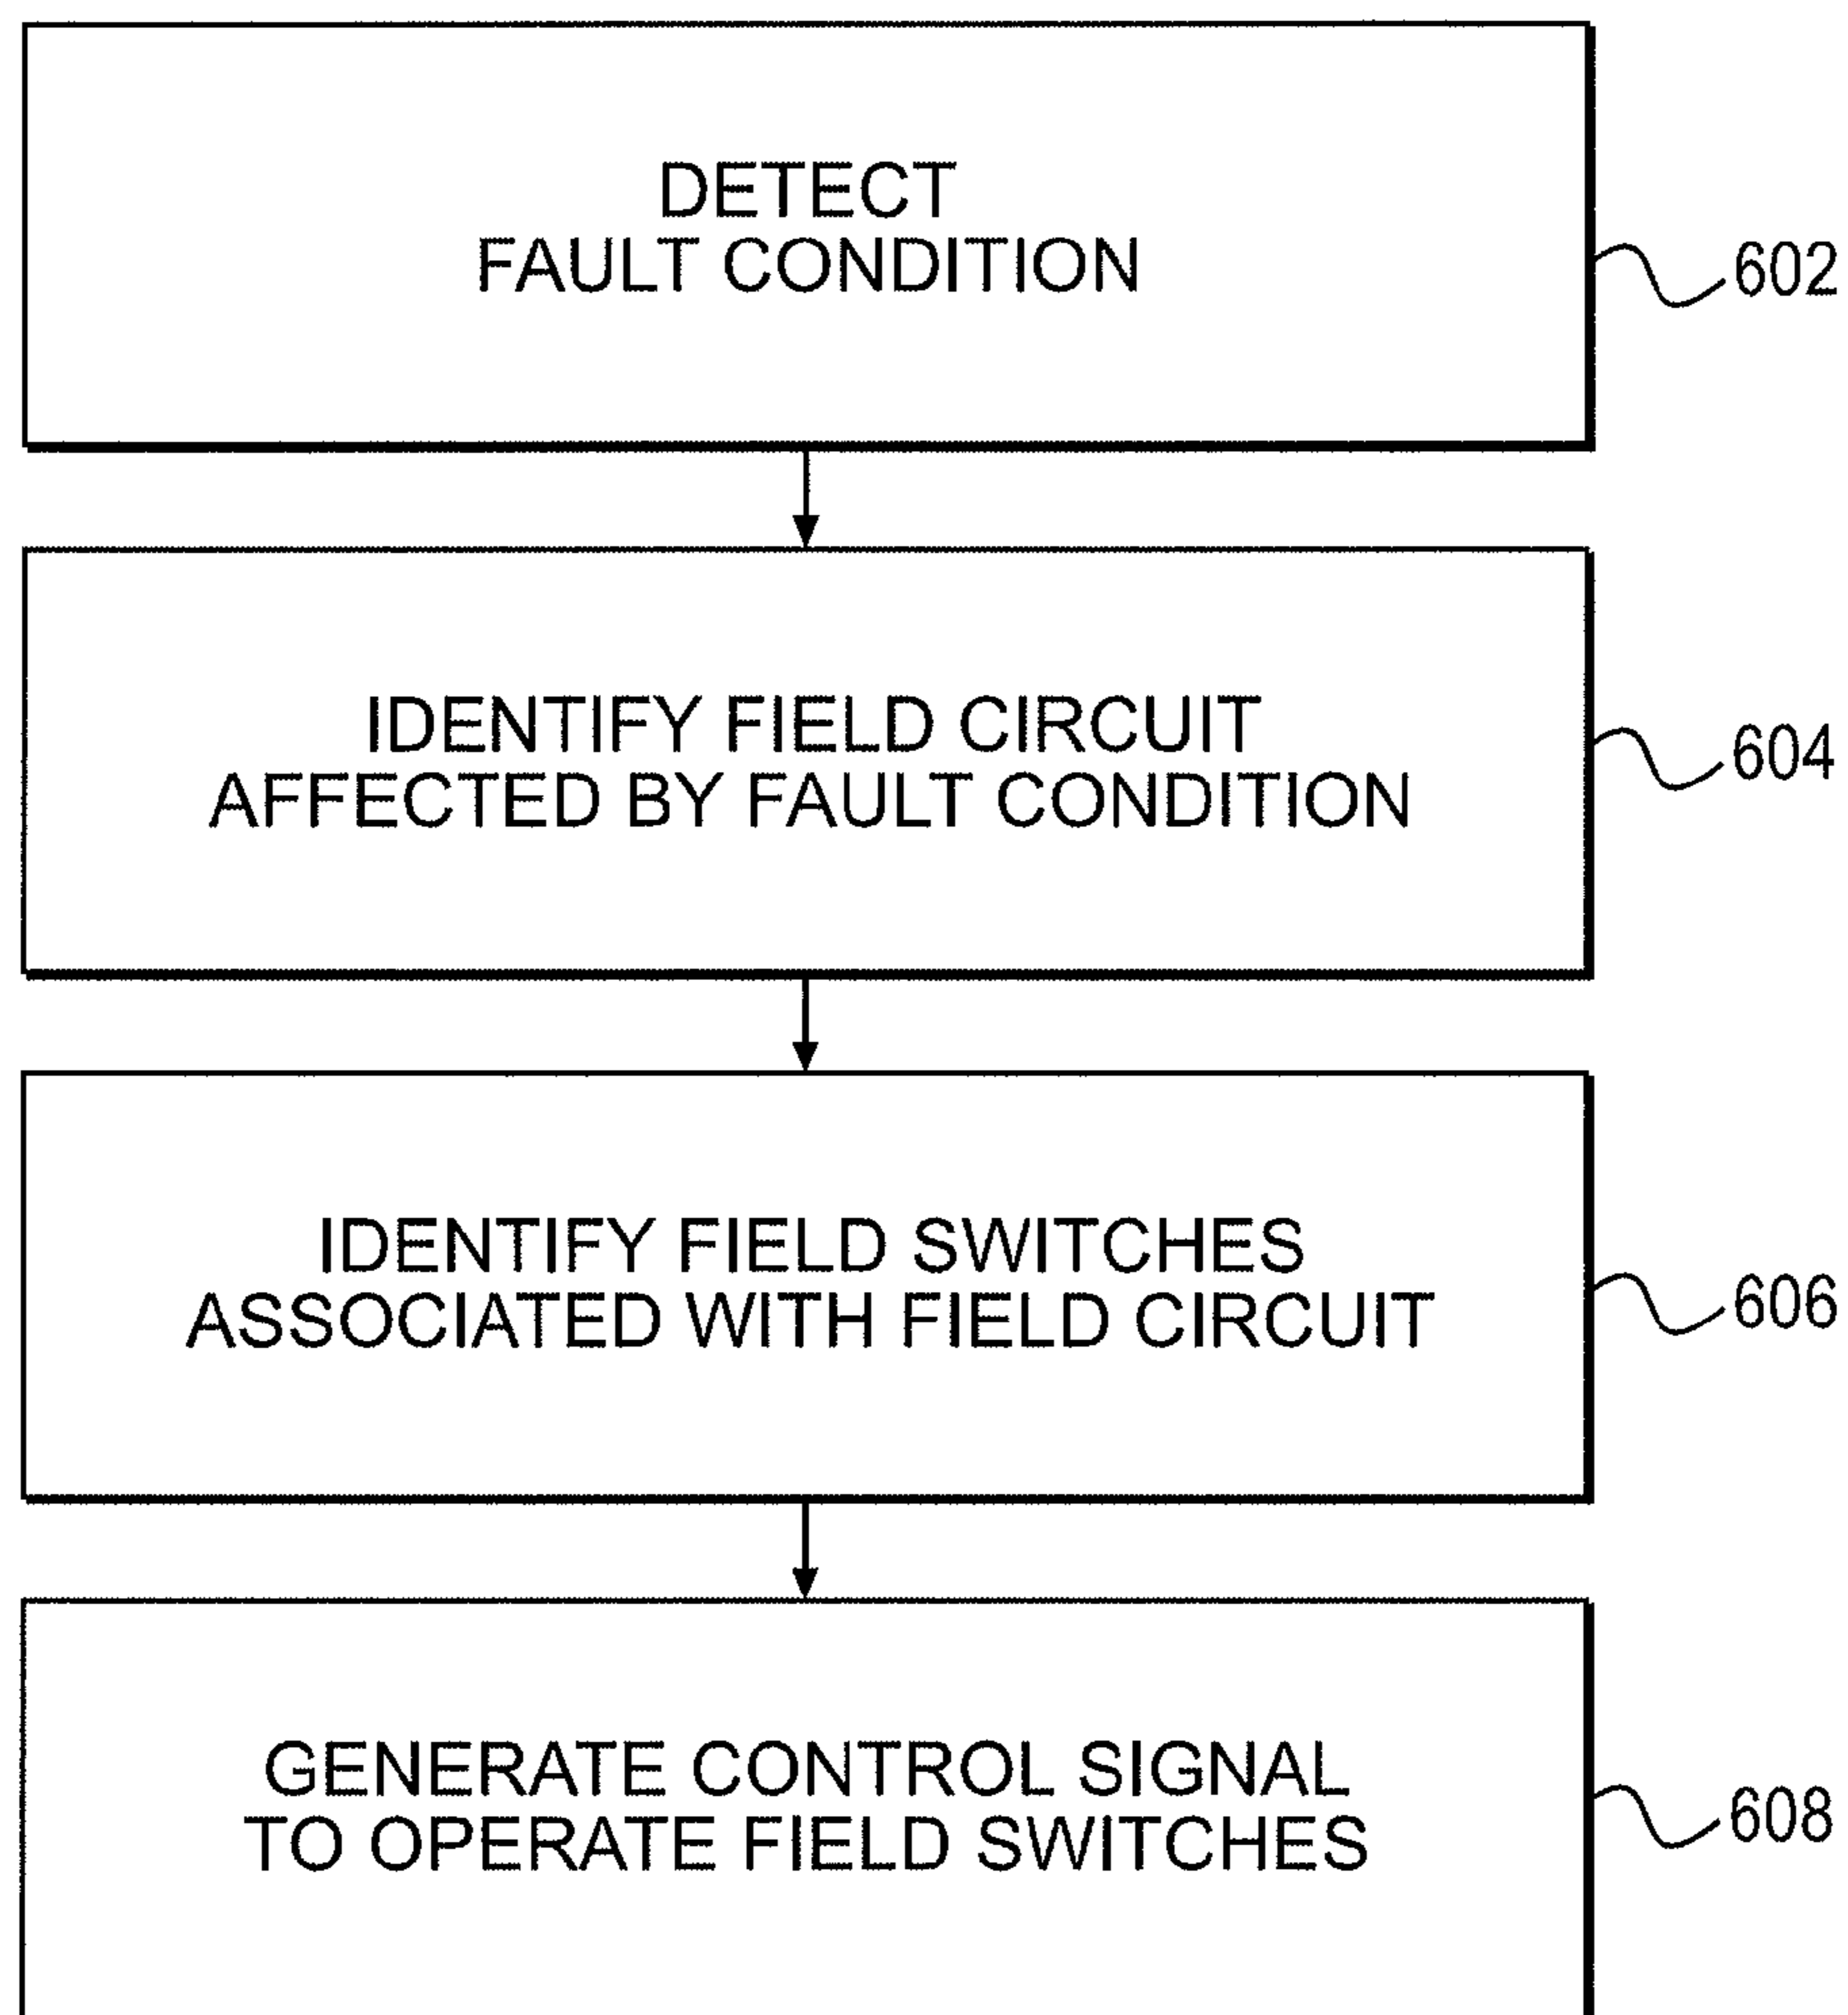 DETECT
FAULT CONDITION
602
IDENTIFY FIELD CIRCUIT
AFFECTED BY FAULT CONDITION
604
IDENTIFY FIELD SWITCHES
ASSOCIATED WITH FIELD CIRCUIT
606
GENERATE CONTROL SIGNAL
TO OPERATE FIELD SWITCHES
608